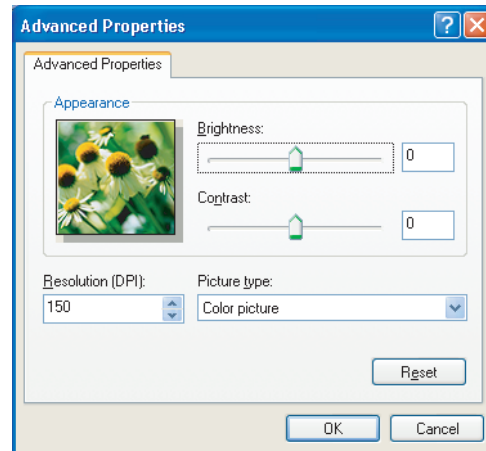 Advanced Properties
Advanced Properties
Appearance
Brightness:
0
Contrast:
0
Resolution (DPI):
150
Picture type:
Color picture
Reset
OK
Cancel